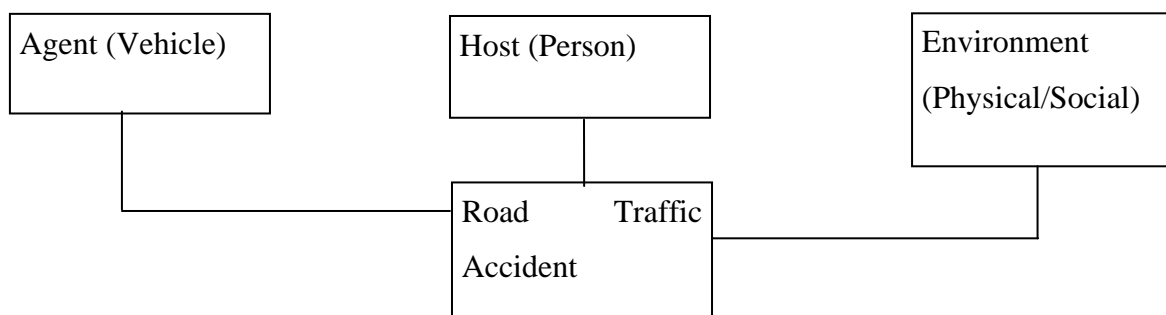 Agent (Vehicle)
Host (Person)
Environment
(Physical/Social)
Road Traffic
Accident